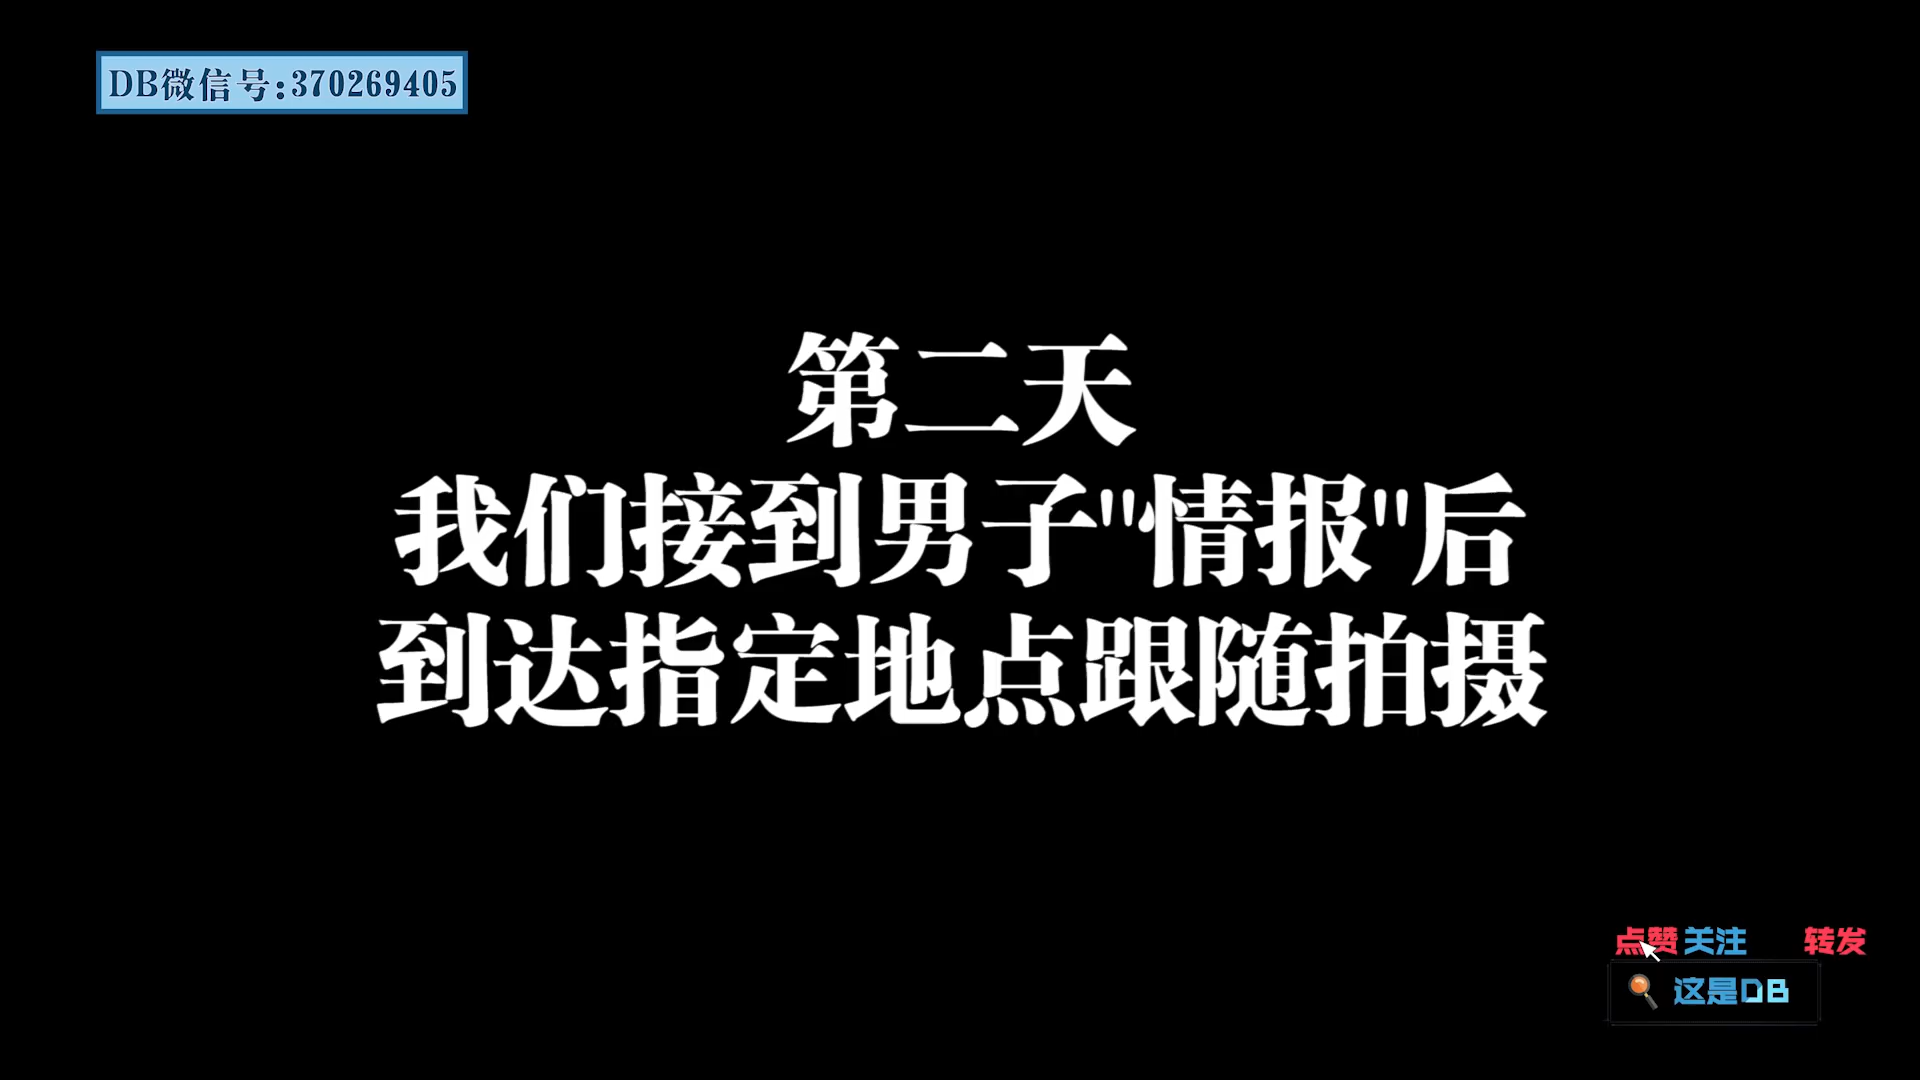 DB微信号:370269405
第二天
我们接到男子"情报"后
到达指定地点跟随拍摄
点赞 关注 转发
这是DB